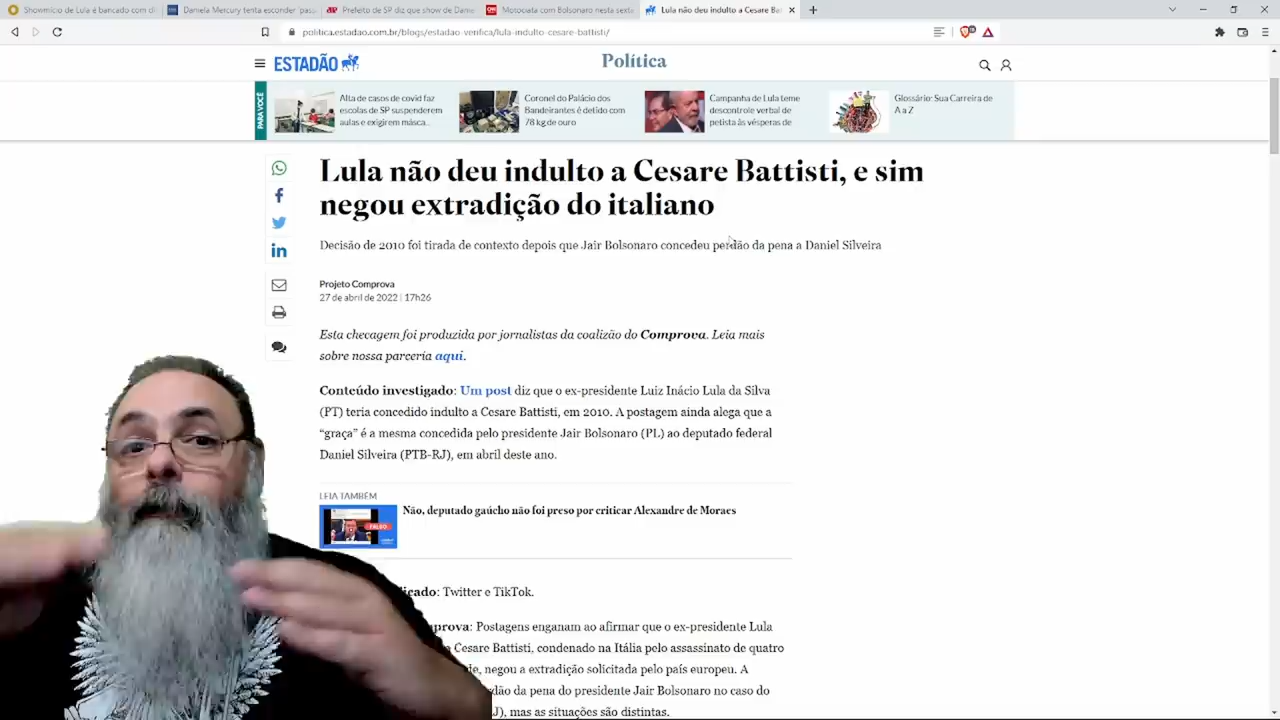 Showmício de Lula é bancado com di
Daniela Mercury tenta esconder 'pas
Prefeito de SP diz que show de Danie
Motociata com Bolsonaro nesta sexta
Lula não deu indulto a Cesare Bat
politica.estadao.com.br/blogs/estadao-verifica/lula-indulto-cesare-battisti/
ESTADÃO
Política
PARA VOCÊ
Alta de casos de covid faz
escolas de SP suspenderem
aulas e exigirem másca...
Coronel do Palácio dos
Bandeirantes é detido com
78 kg de ouro
Campanha de Lula teme
descontrole verbal de
petista às vésperas de
Glossário: Sua Carreira de
A a Z
Lula não deu indulto a Cesare Battisti, e sim
negou extradição do italiano
Decisão de 2010 foi tirada de contexto depois que Jair Bolsonaro concedeu perdão da pena a Daniel Silveira
Projeto Comprova
27 de abril de 2022 | 17h26
Esta checagem foi produzida por jornalistas da coalizão do Comprova. Leia mais
sobre nossa parceria aqui.
Conteúdo investigado: Um post diz que o ex-presidente Luiz Inácio Lula da Silva
(PT) teria concedido indulto a Cesare Battisti, em 2010. A postagem ainda alega que a
“graça” é a mesma concedida pelo presidente Jair Bolsonaro (PL) ao deputado federal
Daniel Silveira (PTB-RJ), em abril deste ano.
LEIA TAMBÉM
FALSO
Não, deputado gaúcho não foi preso por criticar Alexandre de Moraes
icado: Twitter e TikTok.
prova: Postagens enganam ao afirmar que o ex-presidente Lula
Cesare Battisti, condenado na Itália pelo assassinato de quatro
negou a extradição solicitada pelo país europeu. A
dão da pena do presidente Jair Bolsonaro no caso do
J), mas as situações são distintas.